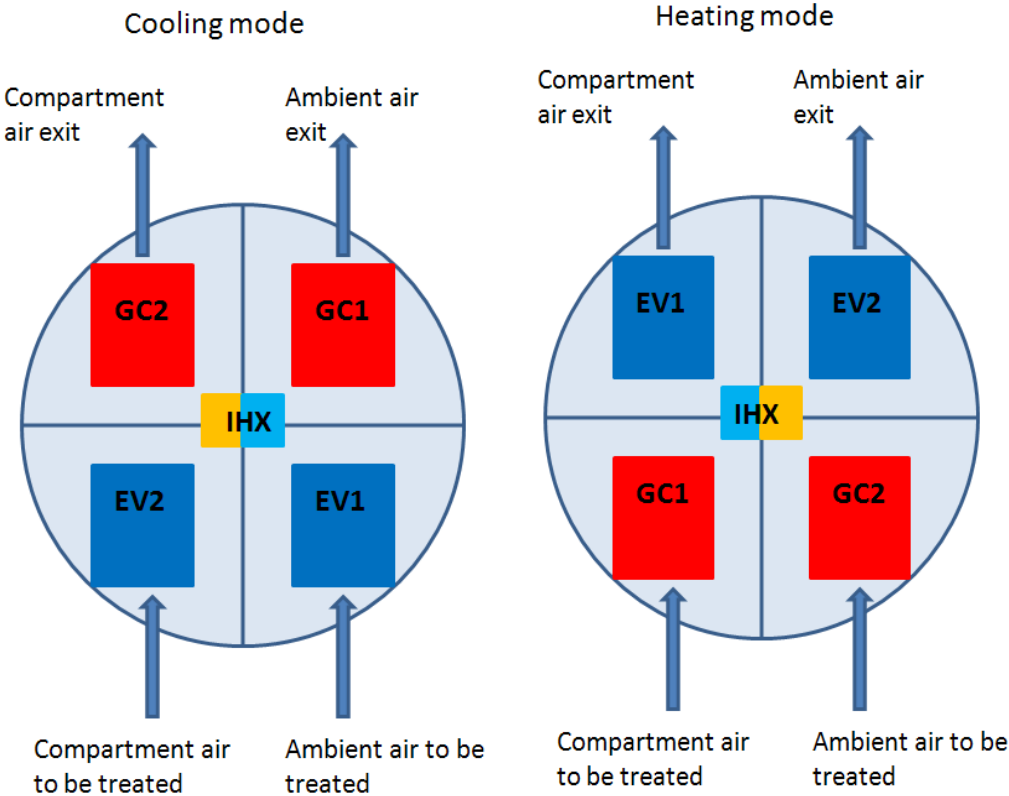 Cooling mode
Compartment
air exit
Ambient air
exit
GC2
GC1
IHX
EV2
EV1
Compartment air
to be treated
Ambient air to be
treated
Heating mode
Compartment
air exit
Ambient air
exit
EV1
EV2
IHX
GC1
GC2
Compartment air
to be treated
Ambient air to be
treated